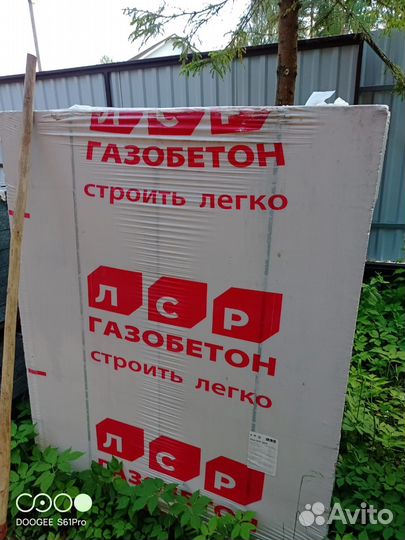 ЛСР
ГАЗОБЕТОН
строить легко
ЛСР
ГАЗОБЕТОН
строить легко
ЛСР
DOOGEE S61Pro
Avito